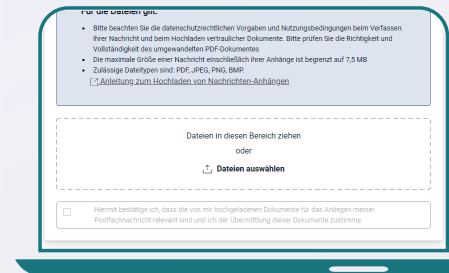 Für die Dateien gilt:
• Bitte beachten Sie die datenschutzrechtlichen Vorgaben und Nutzungsbedingungen beim Verfassen
Ihrer Nachricht und beim Hochladen vertraulicher Dokumente. Bitte prüfen Sie die Richtigkeit und
Vollständigkeit des umgewandelten PDF-Dokumentes
• Die maximale Größe einer Nachricht einschließlich ihrer Anhänge ist begrenzt auf 7,5 MB
• Zulässige Dateitypen sind: PDF, JPEG, PNG, BMP.
Anleitung zum Hochladen von Nachrichten-Anhängen
Dateien in diesen Bereich ziehen
oder
Dateien auswählen
Hiermit bestätige ich, dass die von mir hochgeladenen Dokumente für das Anliegen meiner
Postfachnachricht relevant sind und ich der Übermittlung dieser Dokumente zustimme.